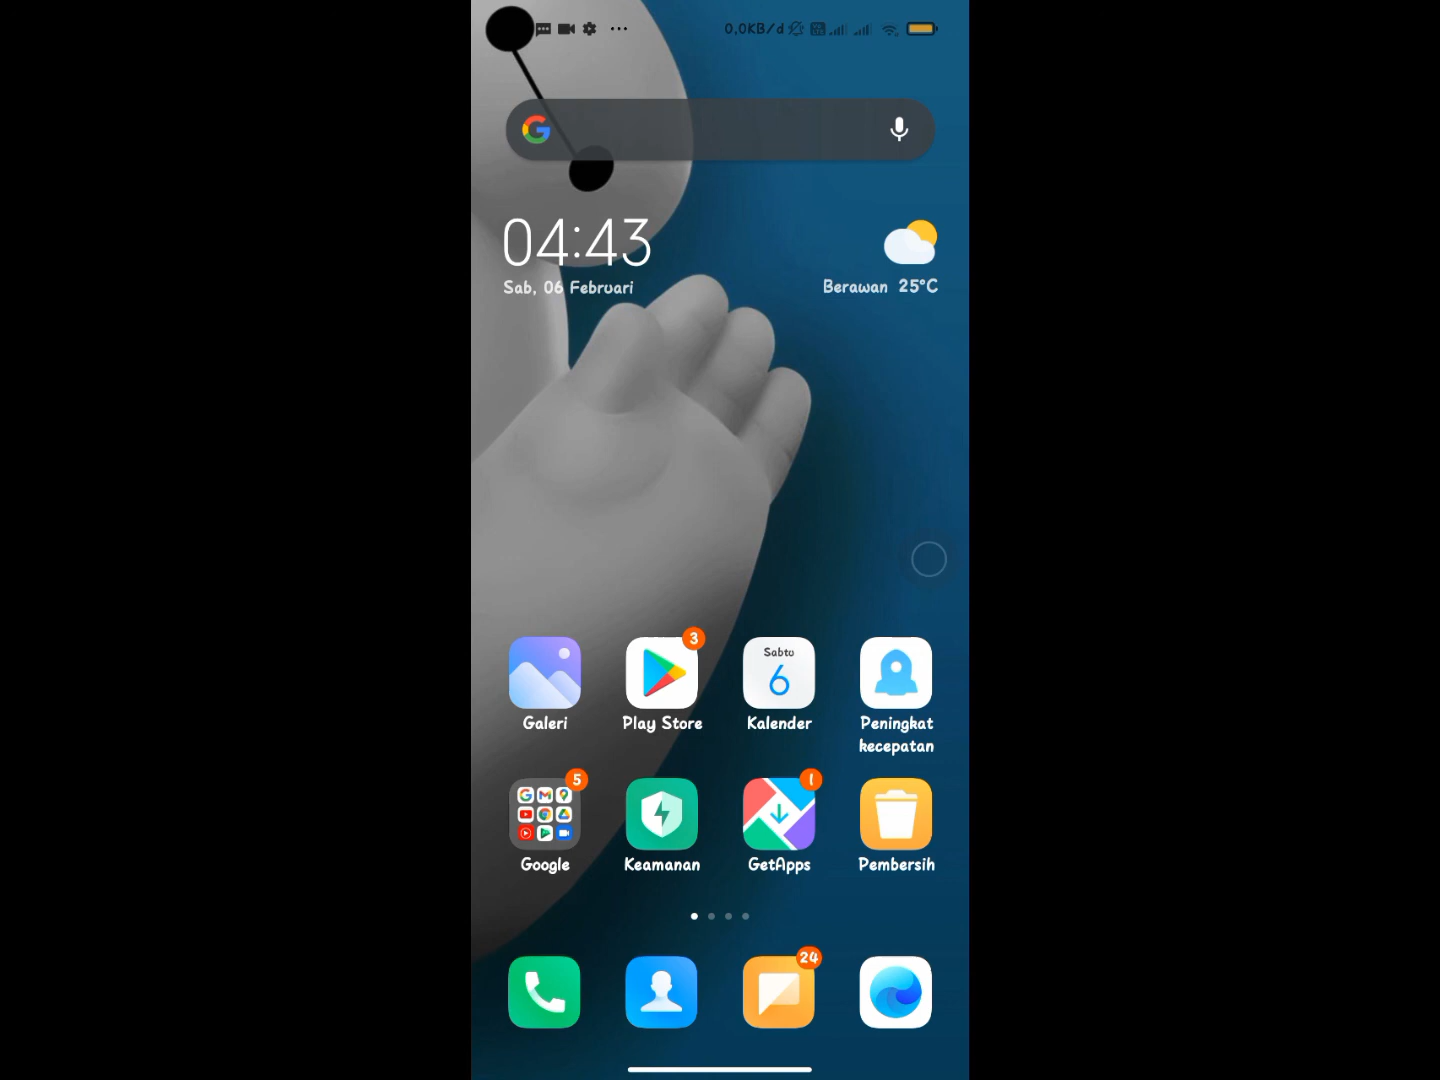 0,0KB/d
04:43
Sab, 06 Februari
Berawan 25°C
3
Sabtu
6
Galeri
Play Store
Kalender
Peningkat
kecepatan
5
1
Google
Keamanan
GetApps
Pembersih
24